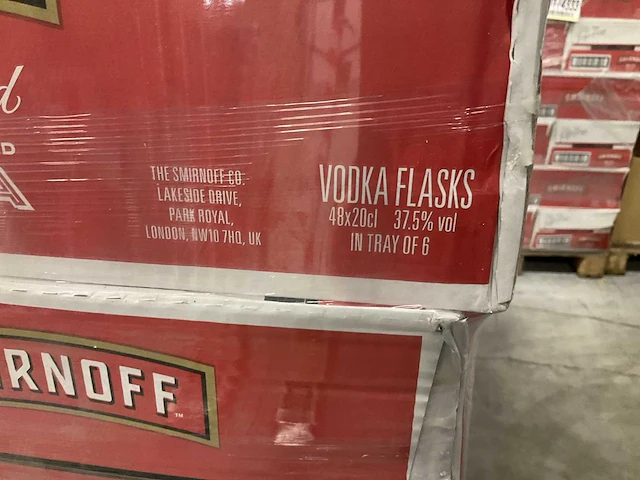 d
D
A
THE SMIRNOFF CO.
LAKESIDE DRIVE,
PARK ROYAL,
LONDON, NW10 7HQ, UK
VODKA FLASKS
48x20cl 37.5% vol
IN TRAY OF 6
RNOFF™